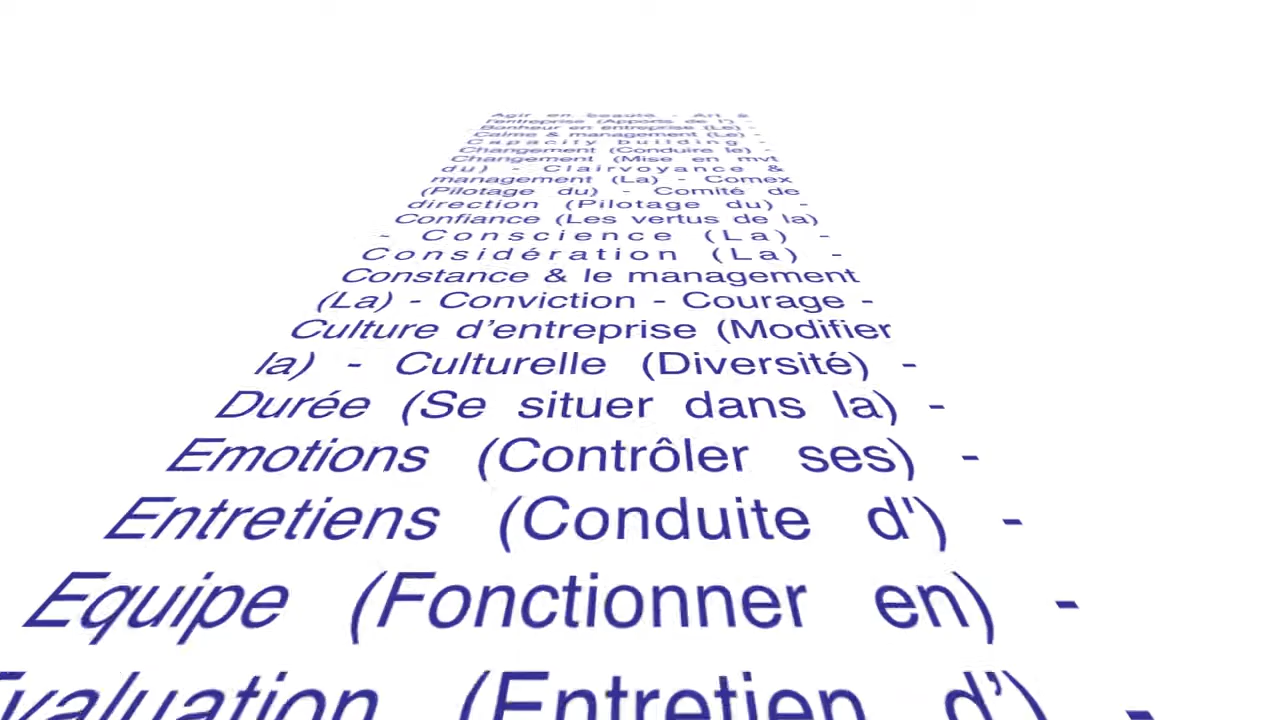 Agir en beauté - Art &
l'entreprise (Apports de l') -
Bonheur en entreprise (Le) -
Calme & management (Le) -
Capacity building -
Changement (Conduire le) -
Changement (Mise en mvt
du) - Clairvoyance &
management (La) - Comex
(Pilotage du) - Comité de
direction (Pilotage du) -
Confiance (Les vertus de la)
- Conscience (La) -
Considération (La) -
Constance & le management
(La) - Conviction - Courage -
Culture d’entreprise (Modifier
la) - Culturelle (Diversité) -
Durée (Se situer dans la) -
Emotions (Contrôler ses) -
Entretiens (Conduite d') -
Equipe (Fonctionner en) -
Evaluation (Entretien d’) -